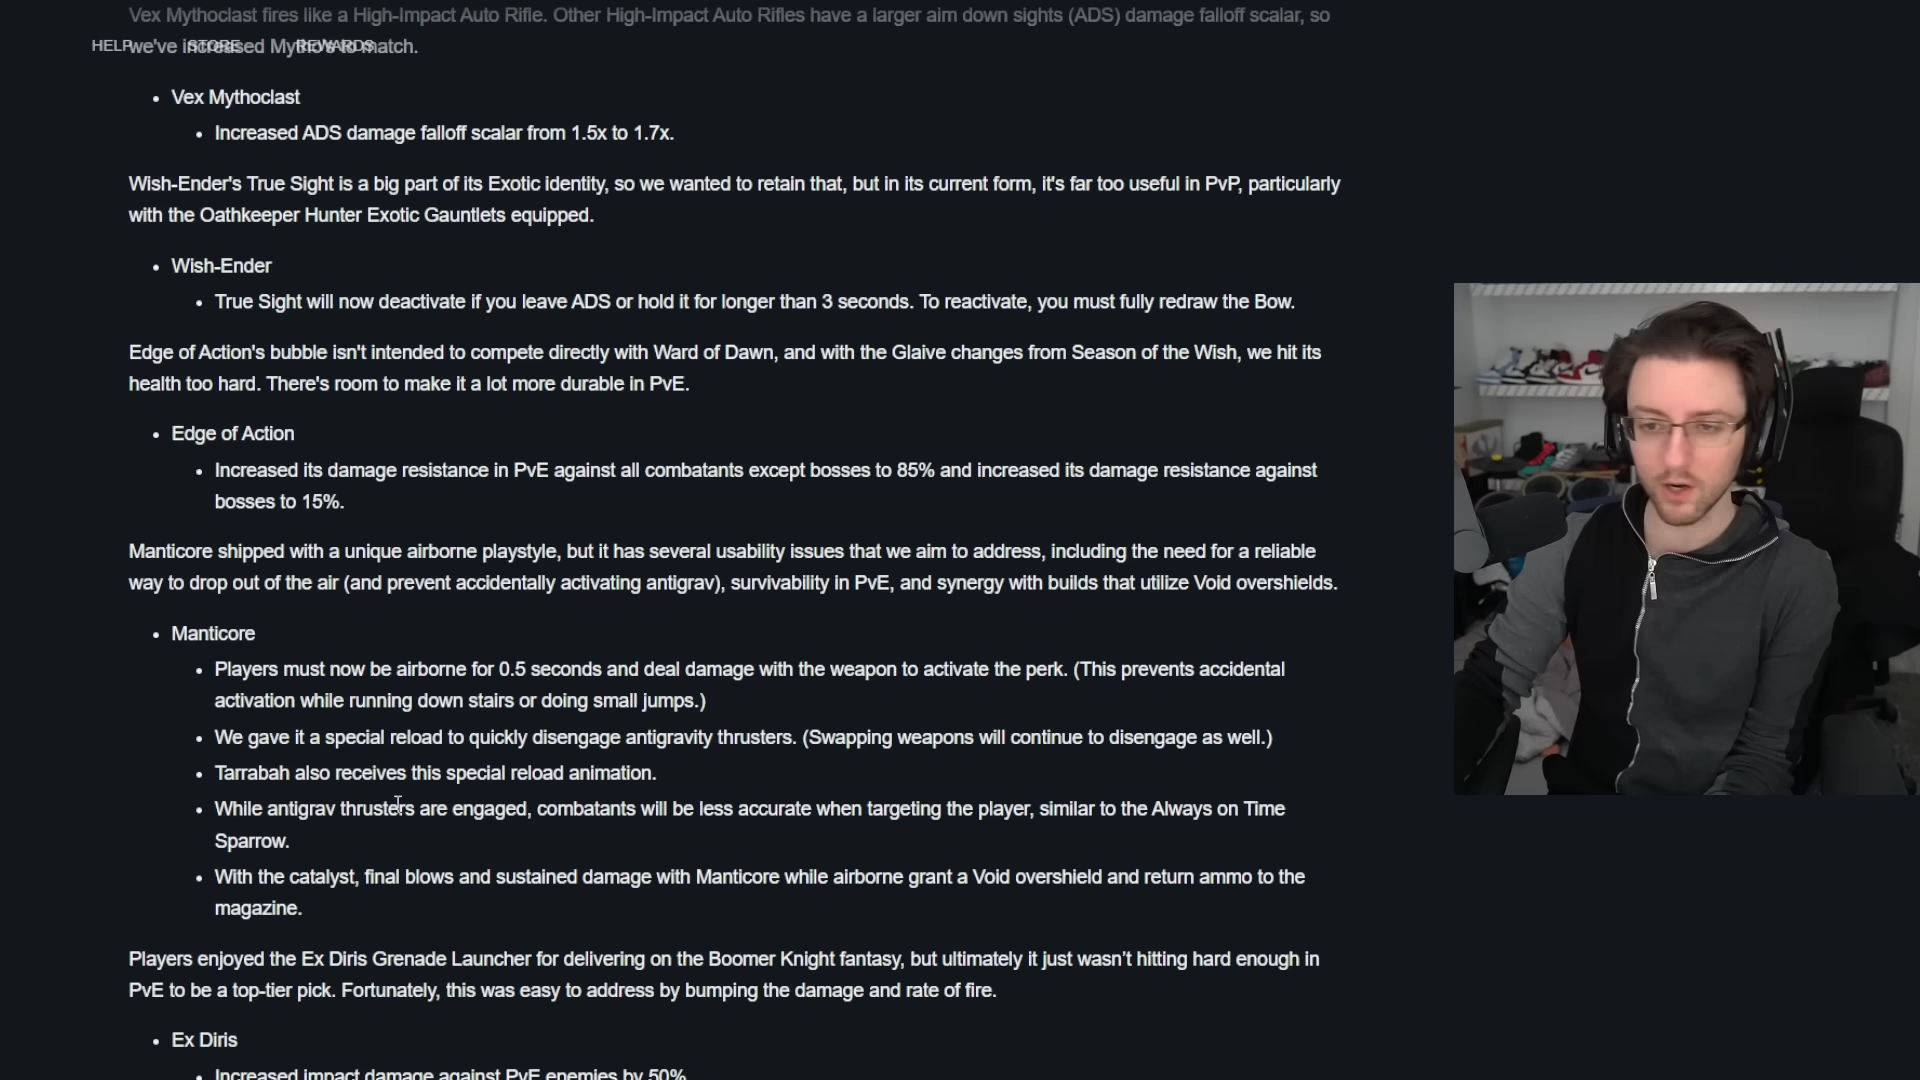 Vex Mythoclast fires like a High-Impact Auto Rifle. Other High-Impact Auto Rifles have a larger aim down sights (ADS) damage falloff scalar, so
HELP STORE REWARDS
we've increased Mytho's to match.
• Vex Mythoclast
• Increased ADS damage falloff scalar from 1.5x to 1.7x.
Wish-Ender's True Sight is a big part of its Exotic identity, so we wanted to retain that, but in its current form, it's far too useful in PvP, particularly
with the Oathkeeper Hunter Exotic Gauntlets equipped.
• Wish-Ender
• True Sight will now deactivate if you leave ADS or hold it for longer than 3 seconds. To reactivate, you must fully redraw the Bow.
Edge of Action's bubble isn't intended to compete directly with Ward of Dawn, and with the Glaive changes from Season of the Wish, we hit its
health too hard. There's room to make it a lot more durable in PvE.
• Edge of Action
• Increased its damage resistance in PvE against all combatants except bosses to 85% and increased its damage resistance against
bosses to 15%.
Manticore shipped with a unique airborne playstyle, but it has several usability issues that we aim to address, including the need for a reliable
way to drop out of the air (and prevent accidentally activating antigrav), survivability in PvE, and synergy with builds that utilize Void overshields.
• Manticore
• Players must now be airborne for 0.5 seconds and deal damage with the weapon to activate the perk. (This prevents accidental
activation while running down stairs or doing small jumps.)
• We gave it a special reload to quickly disengage antigravity thrusters. (Swapping weapons will continue to disengage as well.)
• Tarrabah also receives this special reload animation.
• While antigrav thrusters are engaged, combatants will be less accurate when targeting the player, similar to the Always on Time
Sparrow.
• With the catalyst, final blows and sustained damage with Manticore while airborne grant a Void overshield and return ammo to the
magazine.
Players enjoyed the Ex Diris Grenade Launcher for delivering on the Boomer Knight fantasy, but ultimately it just wasn't hitting hard enough in
PvE to be a top-tier pick. Fortunately, this was easy to address by bumping the damage and rate of fire.
• Ex Diris
• Increased impact damage against PvE enemies by 50%